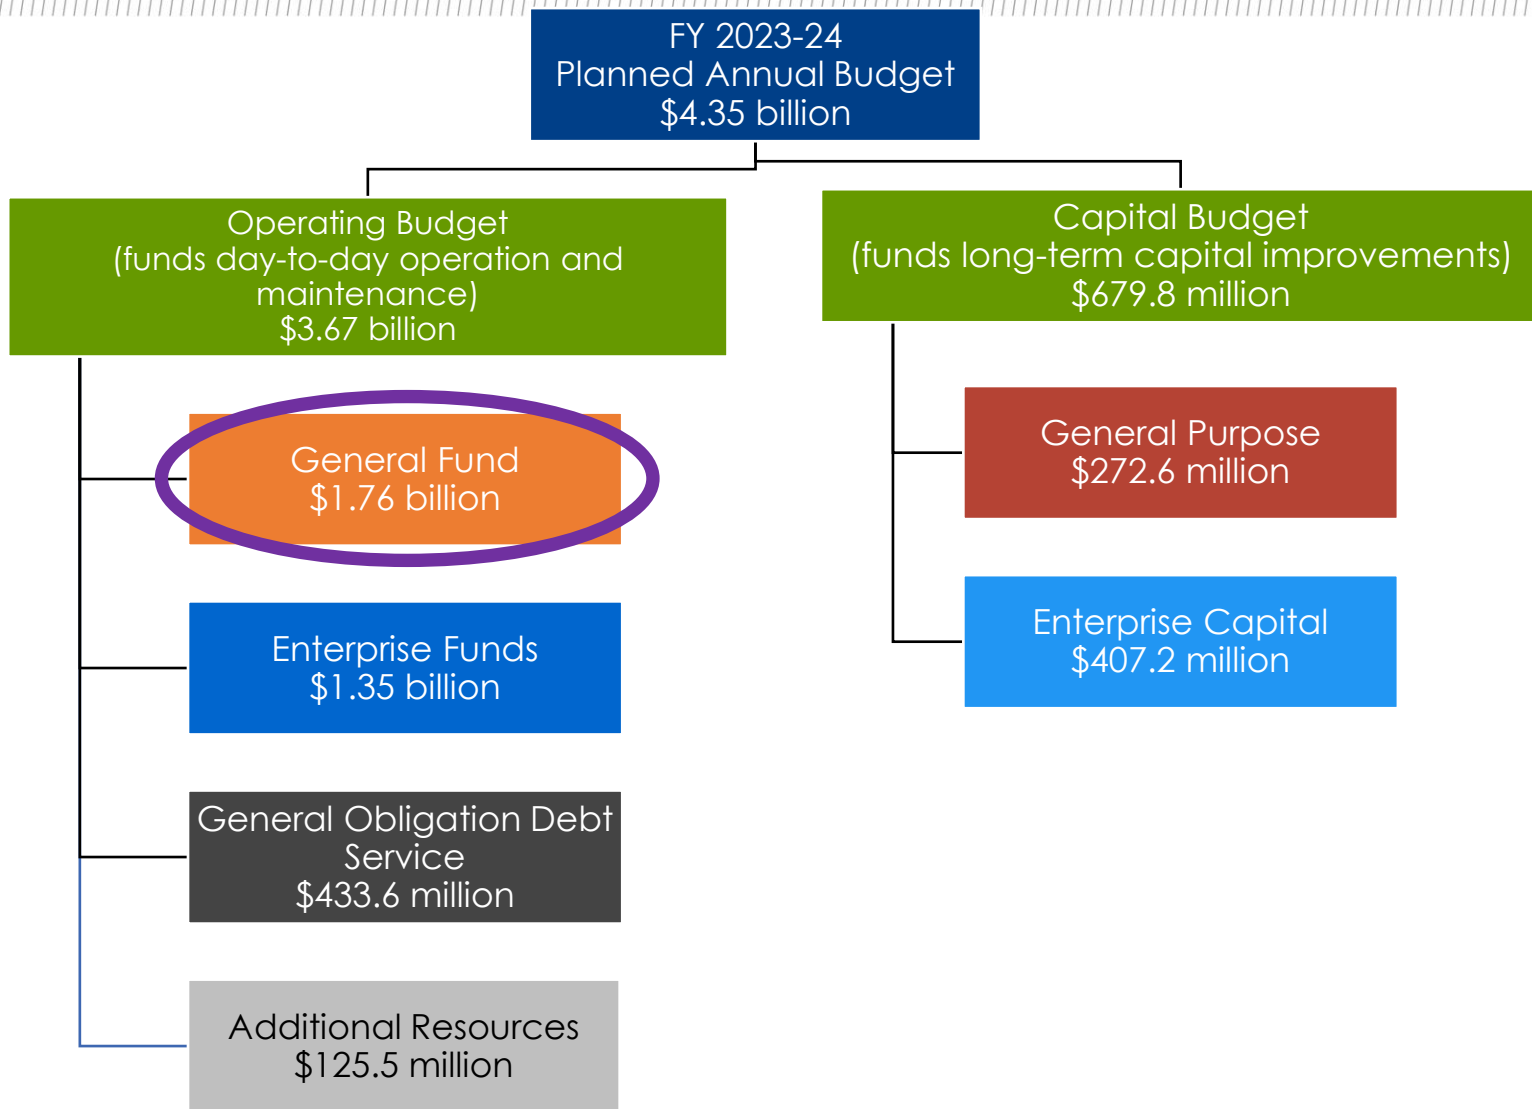 FY 2023-24
Planned Annual Budget
$4.35 billion
Operating Budget
(funds day-to-day operation and
maintenance)
$3.67 billion
Capital Budget
(funds long-term capital improvements)
$679.8 million
General Fund
$1.76 billion
Enterprise Funds
$1.35 billion
General Obligation Debt
Service
$433.6 million
Additional Resources
$125.5 million
General Purpose
$272.6 million
Enterprise Capital
$407.2 million